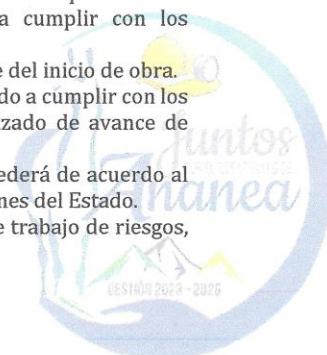 a cumplir con los
e del inicio de obra.
do a cumplir con los
zado de avance de
ederá de acuerdo al
nes del Estado.
e trabajo de riesgos,
Juntos
Ananea
GESTIÓN 2023 - 2026